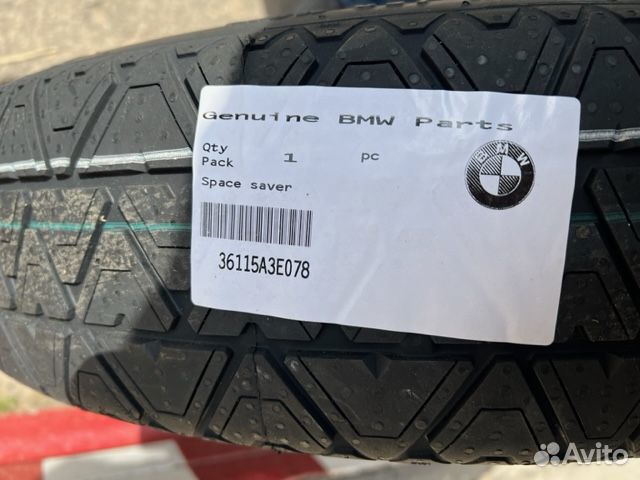 Genuine BMW Parts
Qty
Pack 1 pc
BMW
Space saver
36115A3E078
Avito